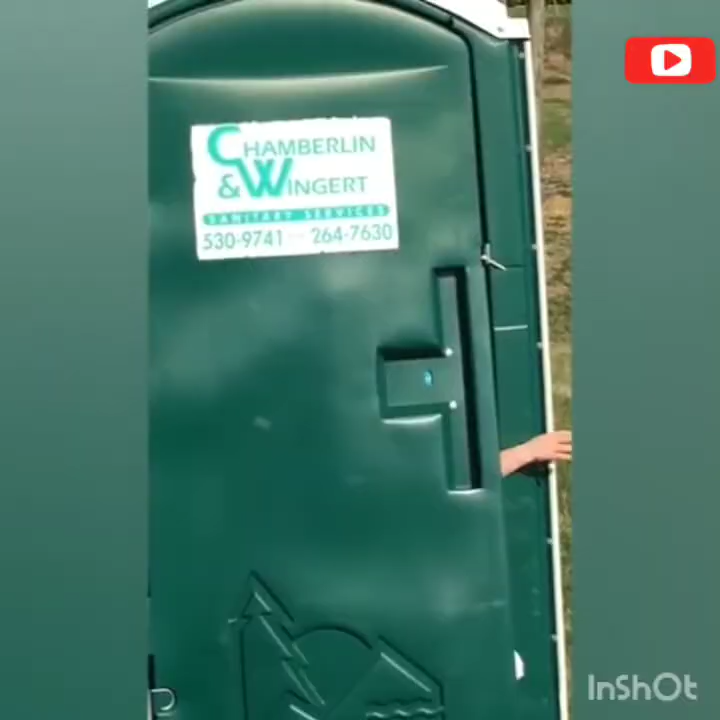 CHAMBERLIN
& WINGERT
SANITARY SERVICES
530-9741 264-7630
InShOt